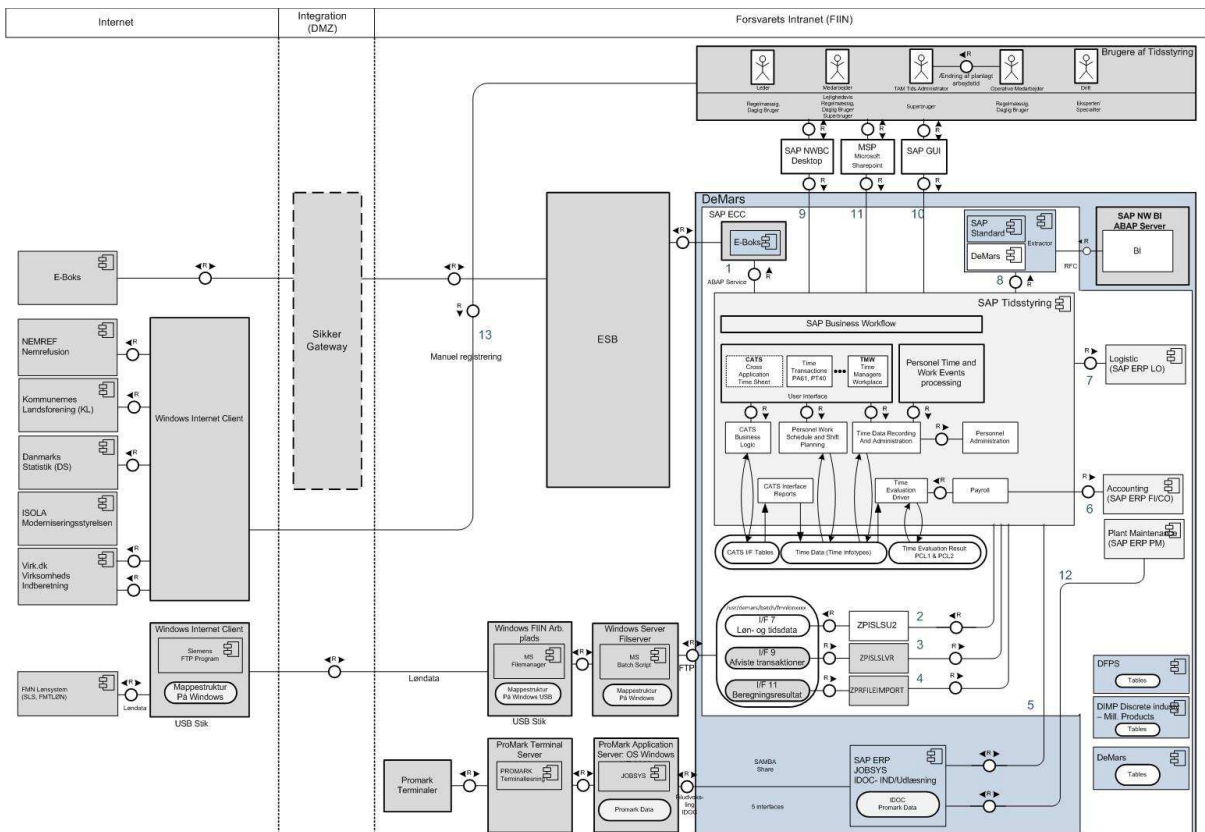 Internet
Integration
(DMZ)
Forsvarets Intranet (FIIN)
Brugere af Tidsstyring
Leder
Medarbejder
TAM Tids Administrator
Ændring af planlagt
arbejdstid
Operative Medarbejder
Drift
Regelmæssig,
Daglig Bruger
Lejlighedsvis
Regelmæssig,
Daglig Bruger
Superbruger
Superbruger
Regelmæssig,
Daglig Bruger
Eksperter/
Specialter
SAP NWBC
Desktop
MSP
Microsoft
Sharepoint
SAP GUI
9
11
10
DeMars
SAP ECC
E-Boks
1
ABAP Service
SAP
Standard
DeMars
Extractor
8
RFC
SAP NW BI
ABAP Server
BI
E-Boks
Sikker
Gateway
ESB
13
Manuel registrering
NEMREF
Nemrefusion
Kommunernes
Landsforening (KL)
Danmarks
Statistik (DS)
ISOLA
Moderniseringsstyrelsen
Virk.dk
Virksomheds
Indberetning
Windows Internet Client
SAP Tidsstyring
SAP Business Workflow
CATS
Cross
Application
Time Sheet
Time
Transactions
PA61, PT40
TMW
Time
Managers
Workplace
User Interface
Personel Time and
Work Events
processing
CATS
Business
Logic
Personel Work
Schedule and Shift
Planning
Time Data Recording
And Administration
Personnel
Administration
CATS Interface
Reports
Time
Evaluation
Driver
Payroll
CATS I/F Tables
Time Data (Time Infotypes)
Time Evaluation Result
PCL1 & PCL2
7
Logistic
(SAP ERP LO)
6
Accounting
(SAP ERP FI/CO)
Plant Maintenance
(SAP ERP PM)
12
I/F 7
Løn- og tidsdata
I/F 9
Afviste transaktioner
I/F 11
Beregningsresultat
ZPISLSU2
ZPISLSLVR
ZPRFILEIMPORT
2
3
4
5
FMN Lønsystem
(SLS, FMTLØN)
Løndata
Windows Internet Client
Siemens
FTP Program
Mappestruktur
På Windows
USB Stik
Løndata
Windows FIIN Arb.
plads
MS
Filemanager
Mappestruktur
På Windows USB
USB Stik
Windows Server
Filserver
MS
Batch Script
Mappestruktur
På Windows
FTP
Promark
Terminaler
ProMark Terminal
Server
PROMARK
ProMark Application
Server: OS Windows
JOBSYS
Promark Data
IDOC
SAMBA
Share
5 interfaces
SAP ERP
JOBSYS
IDOC- IND/Udlæsning
IDOC
Promark Data
DFPS
Tables
– Mill. Products
Tables
DeMars
Tables